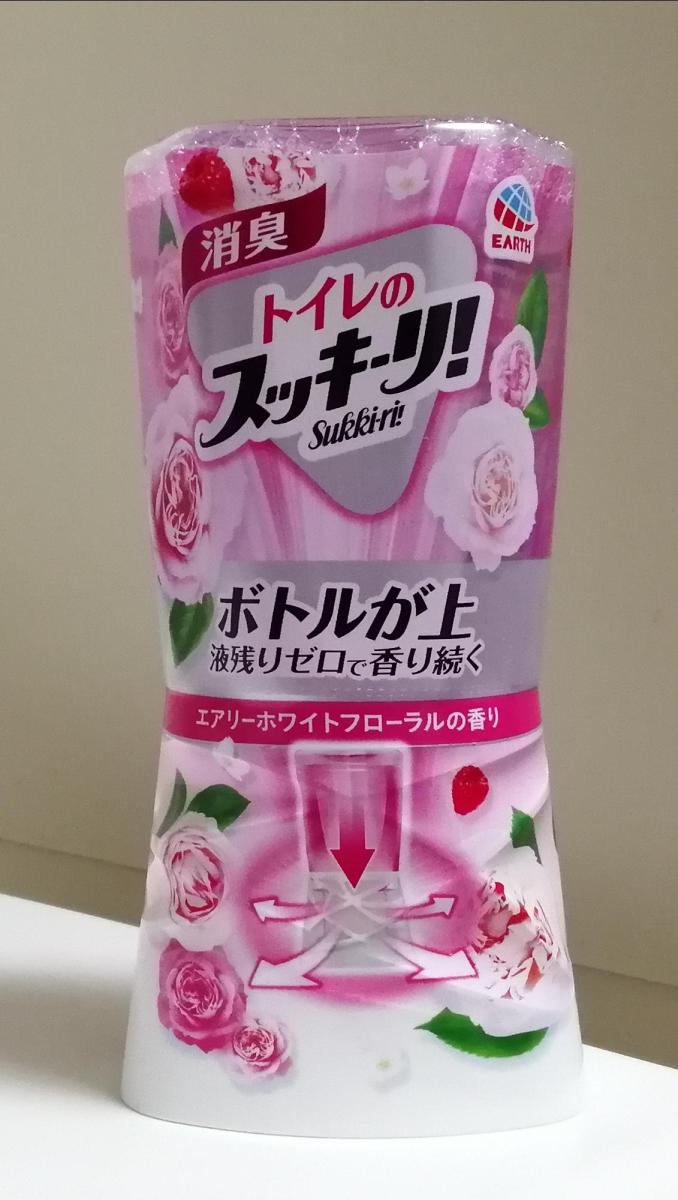 消臭
EARTH
トイレの
スッキーリ!
Sukki-ri!
ボトルが上
液残りゼロで香り続く
エアリーホワイトフローラルの香り